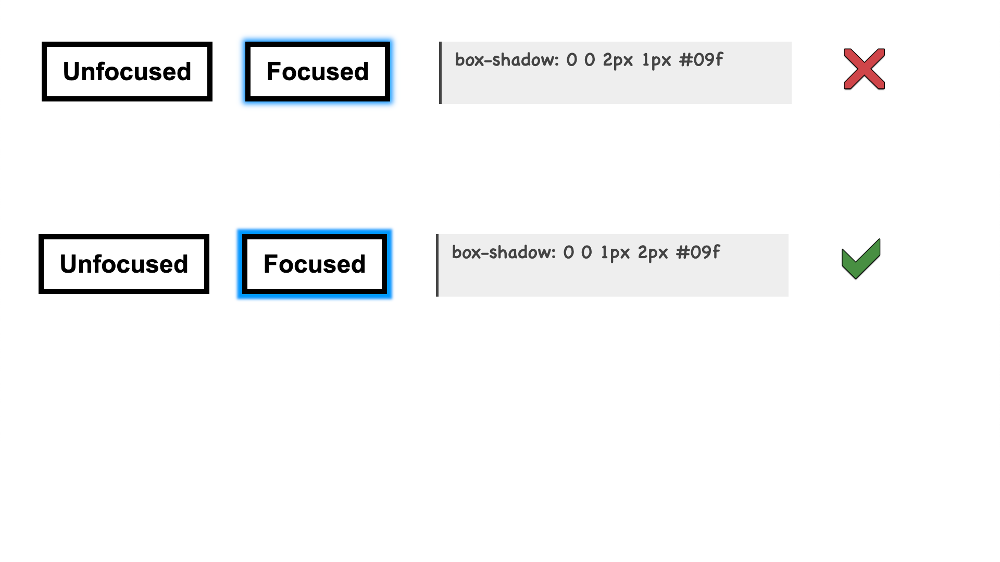 Unfocused Focused box-shadow: 0 0 2px 1px #09f
Unfocused Focused box-shadow: 0 0 1px 2px #09f